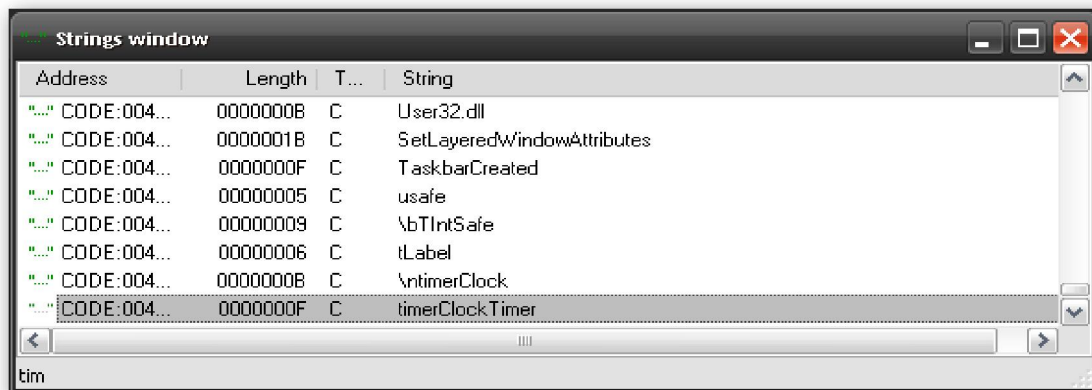 "..." Strings window
Address Length T... String
"..." CODE:004... 0000000B C User32.dll
"..." CODE:004... 0000001B C SetLayeredWindowAttributes
"..." CODE:004... 0000000F C TaskbarCreated
"..." CODE:004... 00000005 C usafe
"..." CODE:004... 00000009 C \bTIntSafe
"..." CODE:004... 00000006 C tLabel
"..." CODE:004... 0000000B C \ntimerClock
"..." CODE:004... 0000000F C timerClockTimer
tim